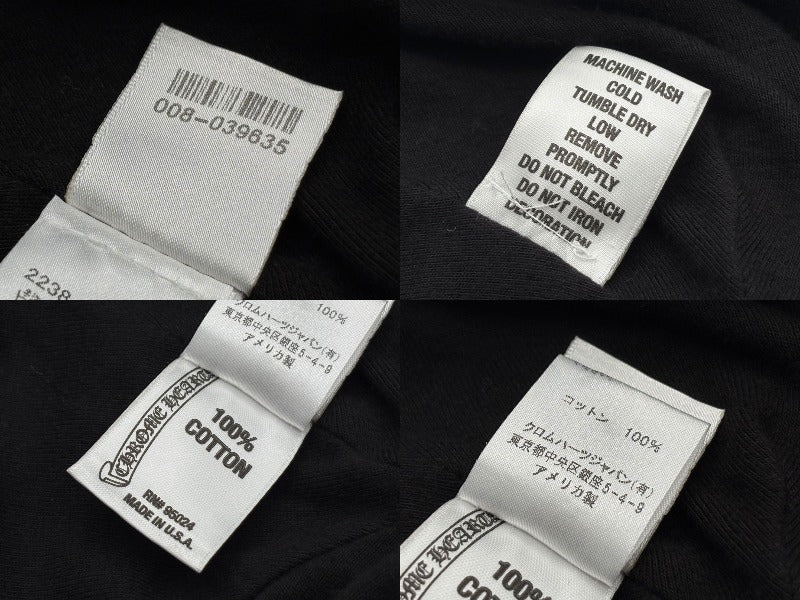 008-039635
2238
MACHINE WASH
COLD
TUMBLE DRY
LOW
REMOVE
PROMPTLY
DO NOT BLEACH
DO NOT IRON
DECORATION
100%
クロムハーツジャパン(有)
東京都中央区銀座5-4-9
アメリカ製
CHROME HEARTS
100%
COTTON
RN# 95024
MADE IN U.S.A.
コットン 100%
クロムハーツジャパン(有)
東京都中央区銀座5-4-9
アメリカ製
CHROME HEART
100%
COTTON